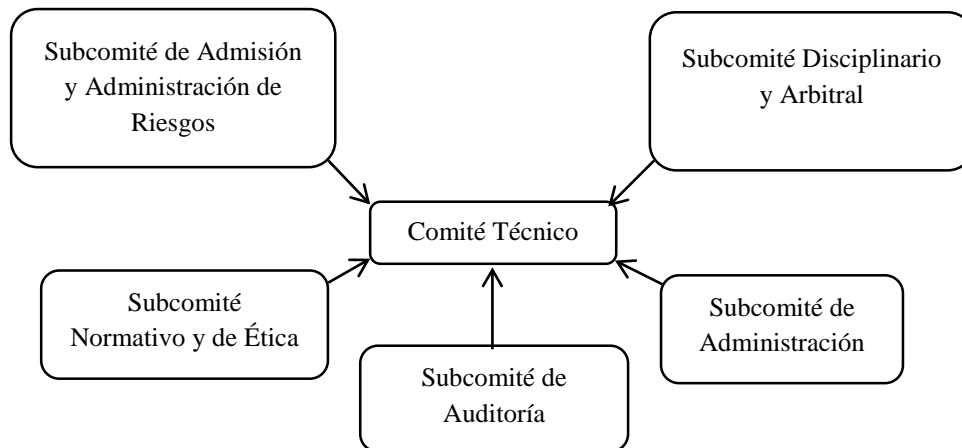 Subcomité de Admisión
y Administración de
Riesgos
Subcomité Disciplinario
y Arbitral
Comité Técnico
Subcomité
Normativo y de Ética
Subcomité de
Administración
Subcomité de
Auditoría